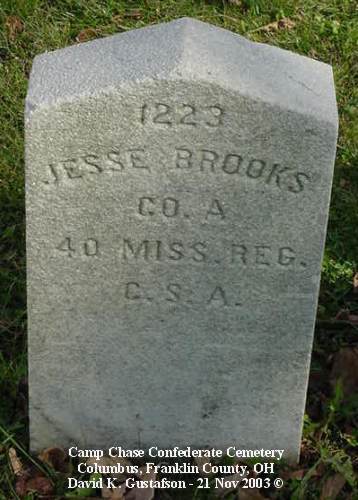 1223
JESSE BROOKS
CO. A
40 MISS. REG.
C. S. A.
Camp Chase Confederate Cemetery
Columbus, Franklin County, OH
David K. Gustafson - 21 Nov 2003 ©